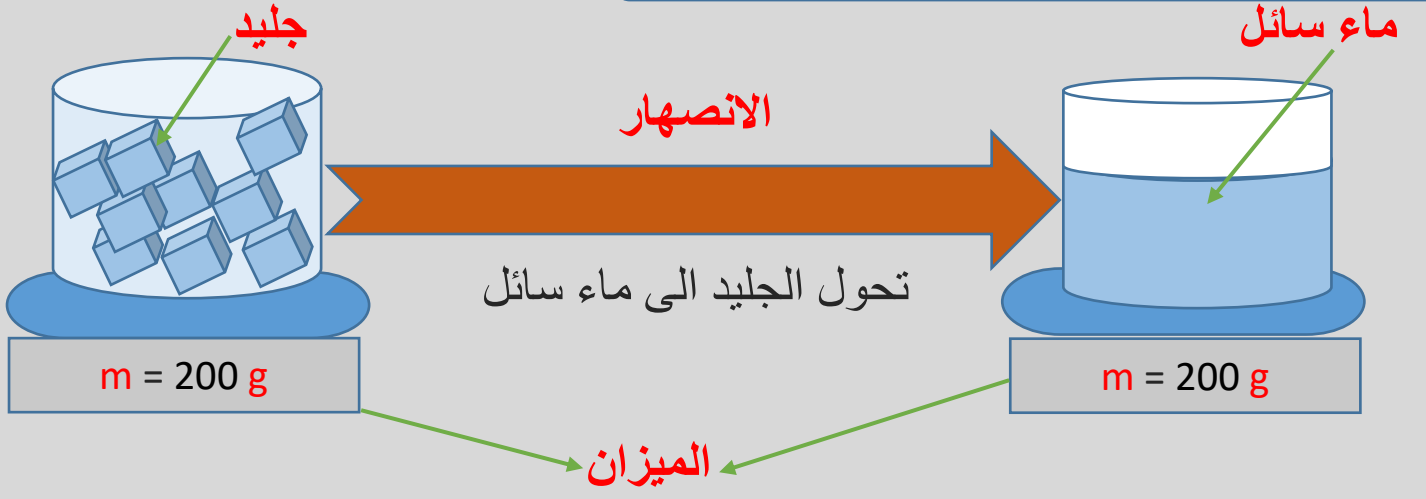 جليد
ماء سائل
الانصهار
تحول الجليد الى ماء سائل
m = 200 g
m = 200 g
الميزان